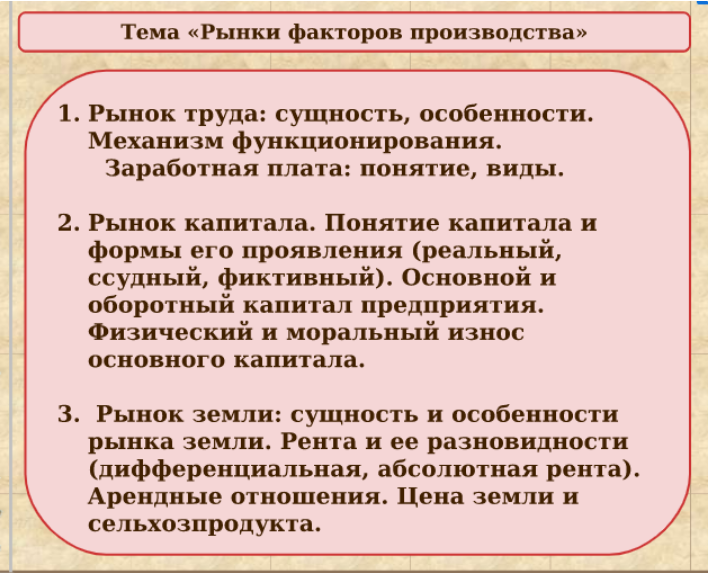 Тема «Рынки факторов производства»
1. Рынок труда: сущность, особенности.
Механизм функционирования.
Заработная плата: понятие, виды.
2. Рынок капитала. Понятие капитала и
формы его проявления (реальный,
ссудный, фиктивный). Основной и
оборотный капитал предприятия.
Физический и моральный износ
основного капитала.
3. Рынок земли: сущность и особенности
рынка земли. Рента и ее разновидности
(дифференциальная, абсолютная рента).
Арендные отношения. Цена земли и
сельхозпродукта.